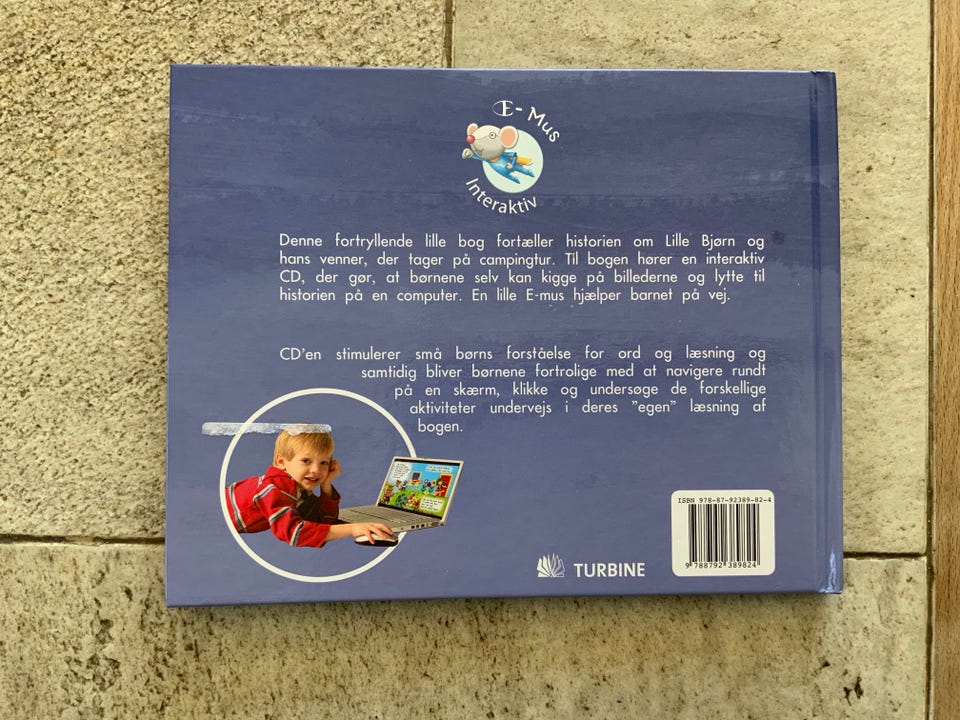 E-Mus
Interaktiv
Denne fortryllende lille bog fortæller historien om Lille Bjørn og
hans venner, der tager på campingtur. Til bogen hører en interaktiv
CD, der gør, at børnene selv kan kigge på billederne og lytte til
historien på en computer. En lille E-mus hjælper barnet på vej.
CD'en stimulerer små børns forståelse for ord og læsning og
samtidig bliver børnene fortrolige med at navigere rundt
på en skærm, klikke og undersøge de forskellige
aktiviteter undervejs i deres "egen" læsning af
bogen.
ISBN 978-87-92389-82-4
9 788792 389824
TURBINE